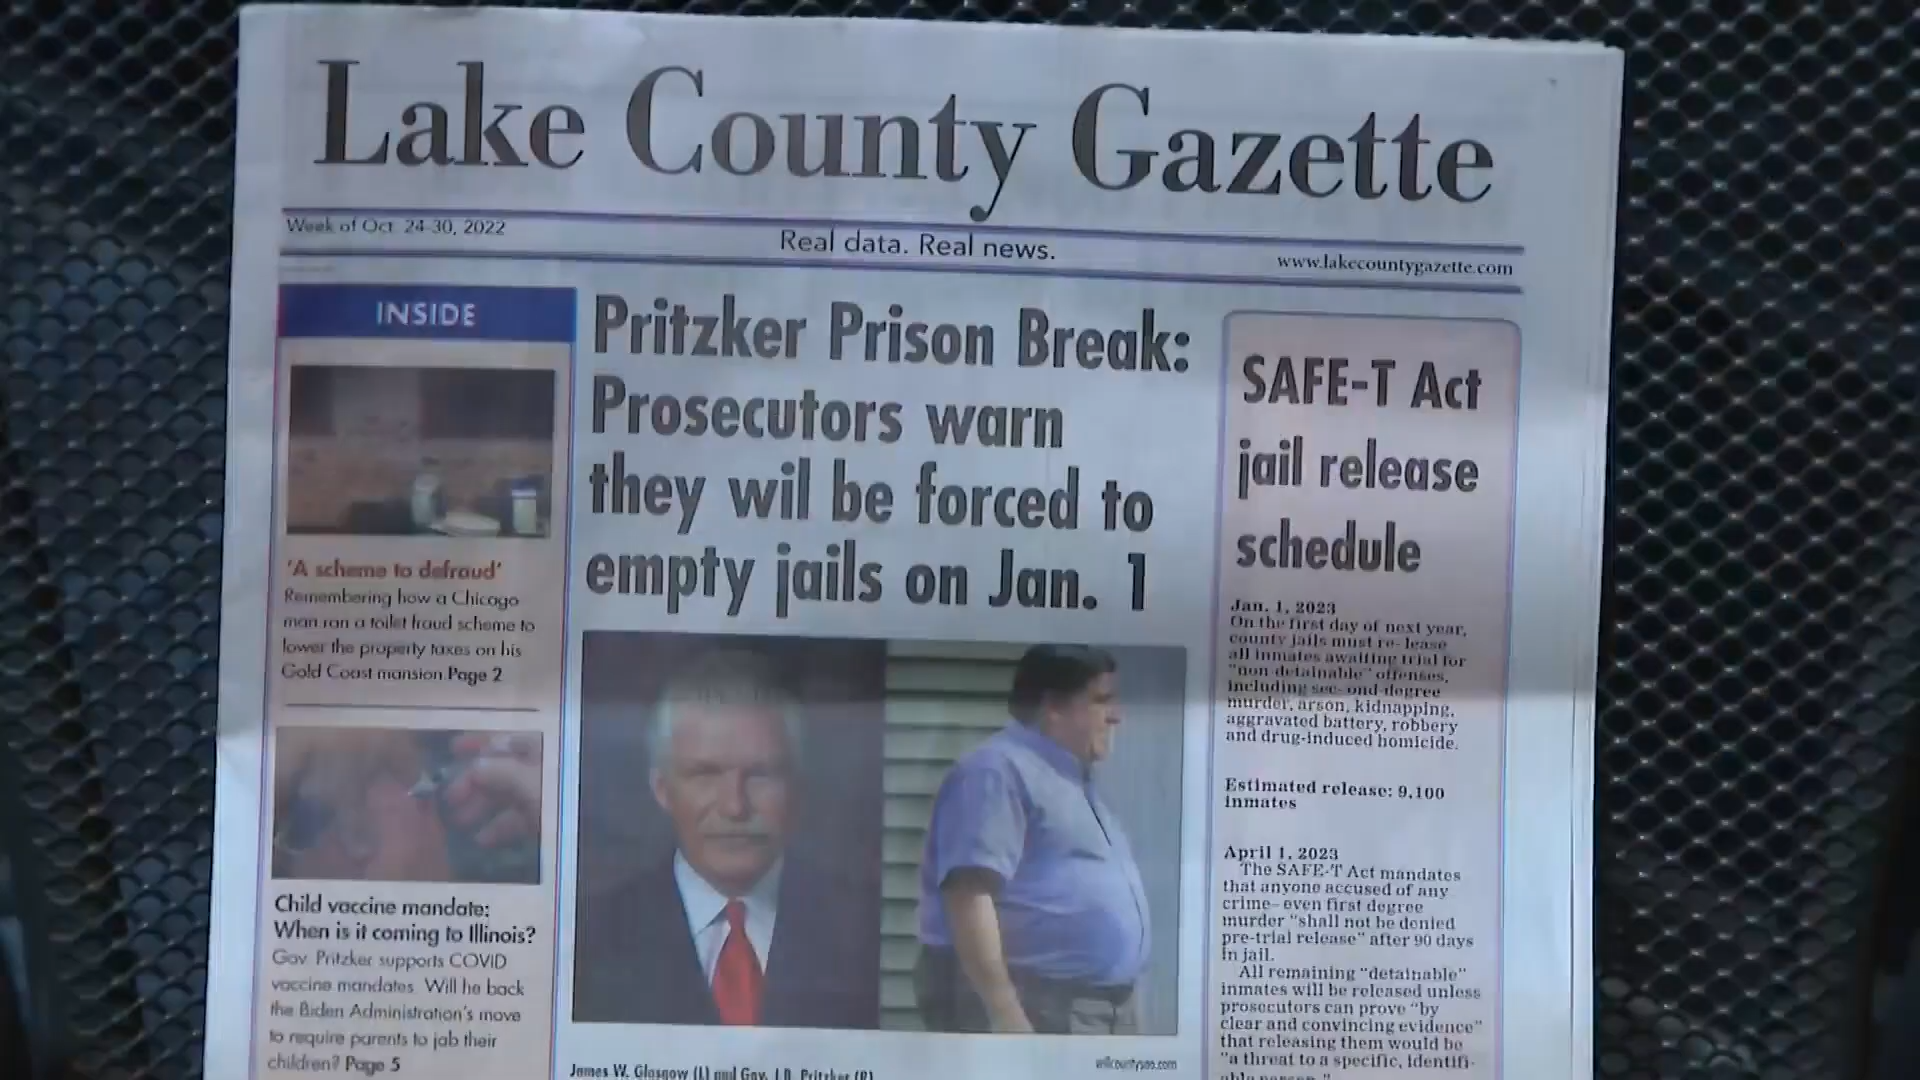 Lake County Gazette
Week of Oct. 24-30, 2022
Real data. Real news.
www.lakecountygazette.com
INSIDE
'A scheme to defraud'
Remembering how a Chicago
man ran a toilet fraud scheme to
lower the property taxes on his
Gold Coast mansion.Page 2
Child vaccine mandate:
When is it coming to Illinois?
Gov. Pritzker supports COVID
vaccine mandates. Will he back
the Biden Administration's move
to require parents to jab their
children? Page 5
Pritzker Prison Break:
Prosecutors warn
they wil be forced to
empty jails on Jan. 1
willcountysao.com
James W. Glasgow (L) and Gov. J.B. Pritzker (R)
SAFE-T Act
jail release
schedule
Jan. 1, 2023
On the first day of next year,
county jails must re- lease
all inmates awaiting trial for
"non-detainable" offenses,
including sec- ond-degree
murder, arson, kidnapping,
aggravated battery, robbery
and drug-induced homicide.
Estimated release: 9,100
inmates
April 1, 2023
The SAFE-T Act mandates
that anyone accused of any
crime– even first degree
murder "shall not be denied
pre-trial release" after 90 days
in jail.
All remaining "detainable"
inmates will be released unless
prosecutors can prove "by
clear and convincing evidence"
that releasing them would be
"a threat to a specific, identifi-
able person."